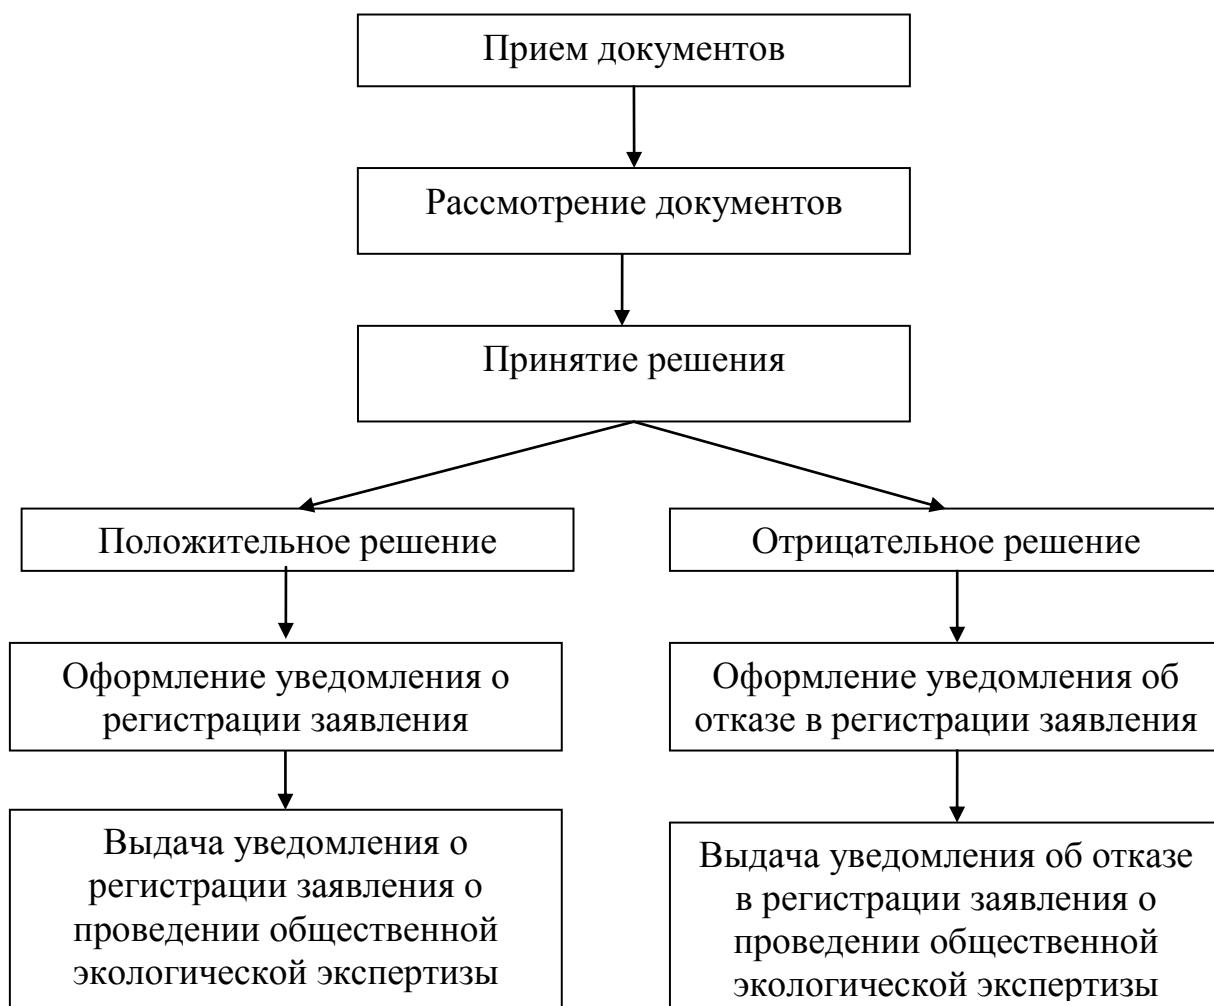 Прием документов
Рассмотрение документов
Принятие решения
Положительное решение
Отрицательное решение
Оформление уведомления о
регистрации заявления
Оформление уведомления об
отказе в регистрации заявления
Выдача уведомления о
регистрации заявления о
проведении общественной
экологической экспертизы
Выдача уведомления об отказе
в регистрации заявления о
проведении общественной
экологической экспертизы